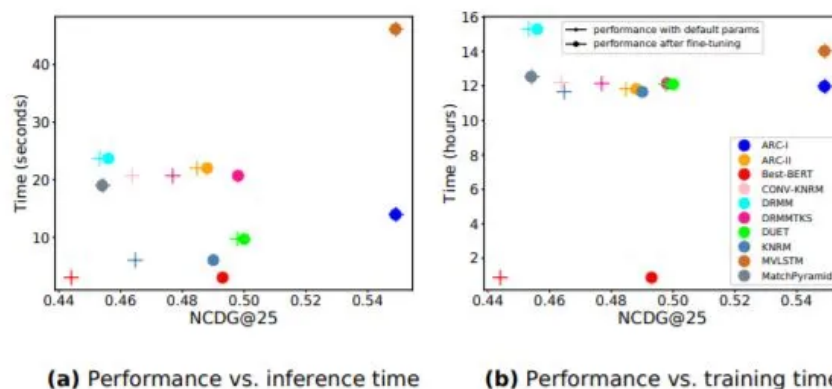 40
30
20
10
Time (seconds)
0.44 0.46 0.48 0.50 0.52 0.54
NCDG@25
(a) Performance vs. inference time
16
14
12
10
8
6
4
2
Time (hours)
performance with default params
performance after fine-tuning
ARC-I
ARC-II
Best-BERT
CONV-KNRM
DRMM
DRMMTKS
DUET
KNRM
MVLSTM
MatchPyramid
0.44 0.46 0.48 0.50 0.52 0.54
NCDG@25
(b) Performance vs. training time